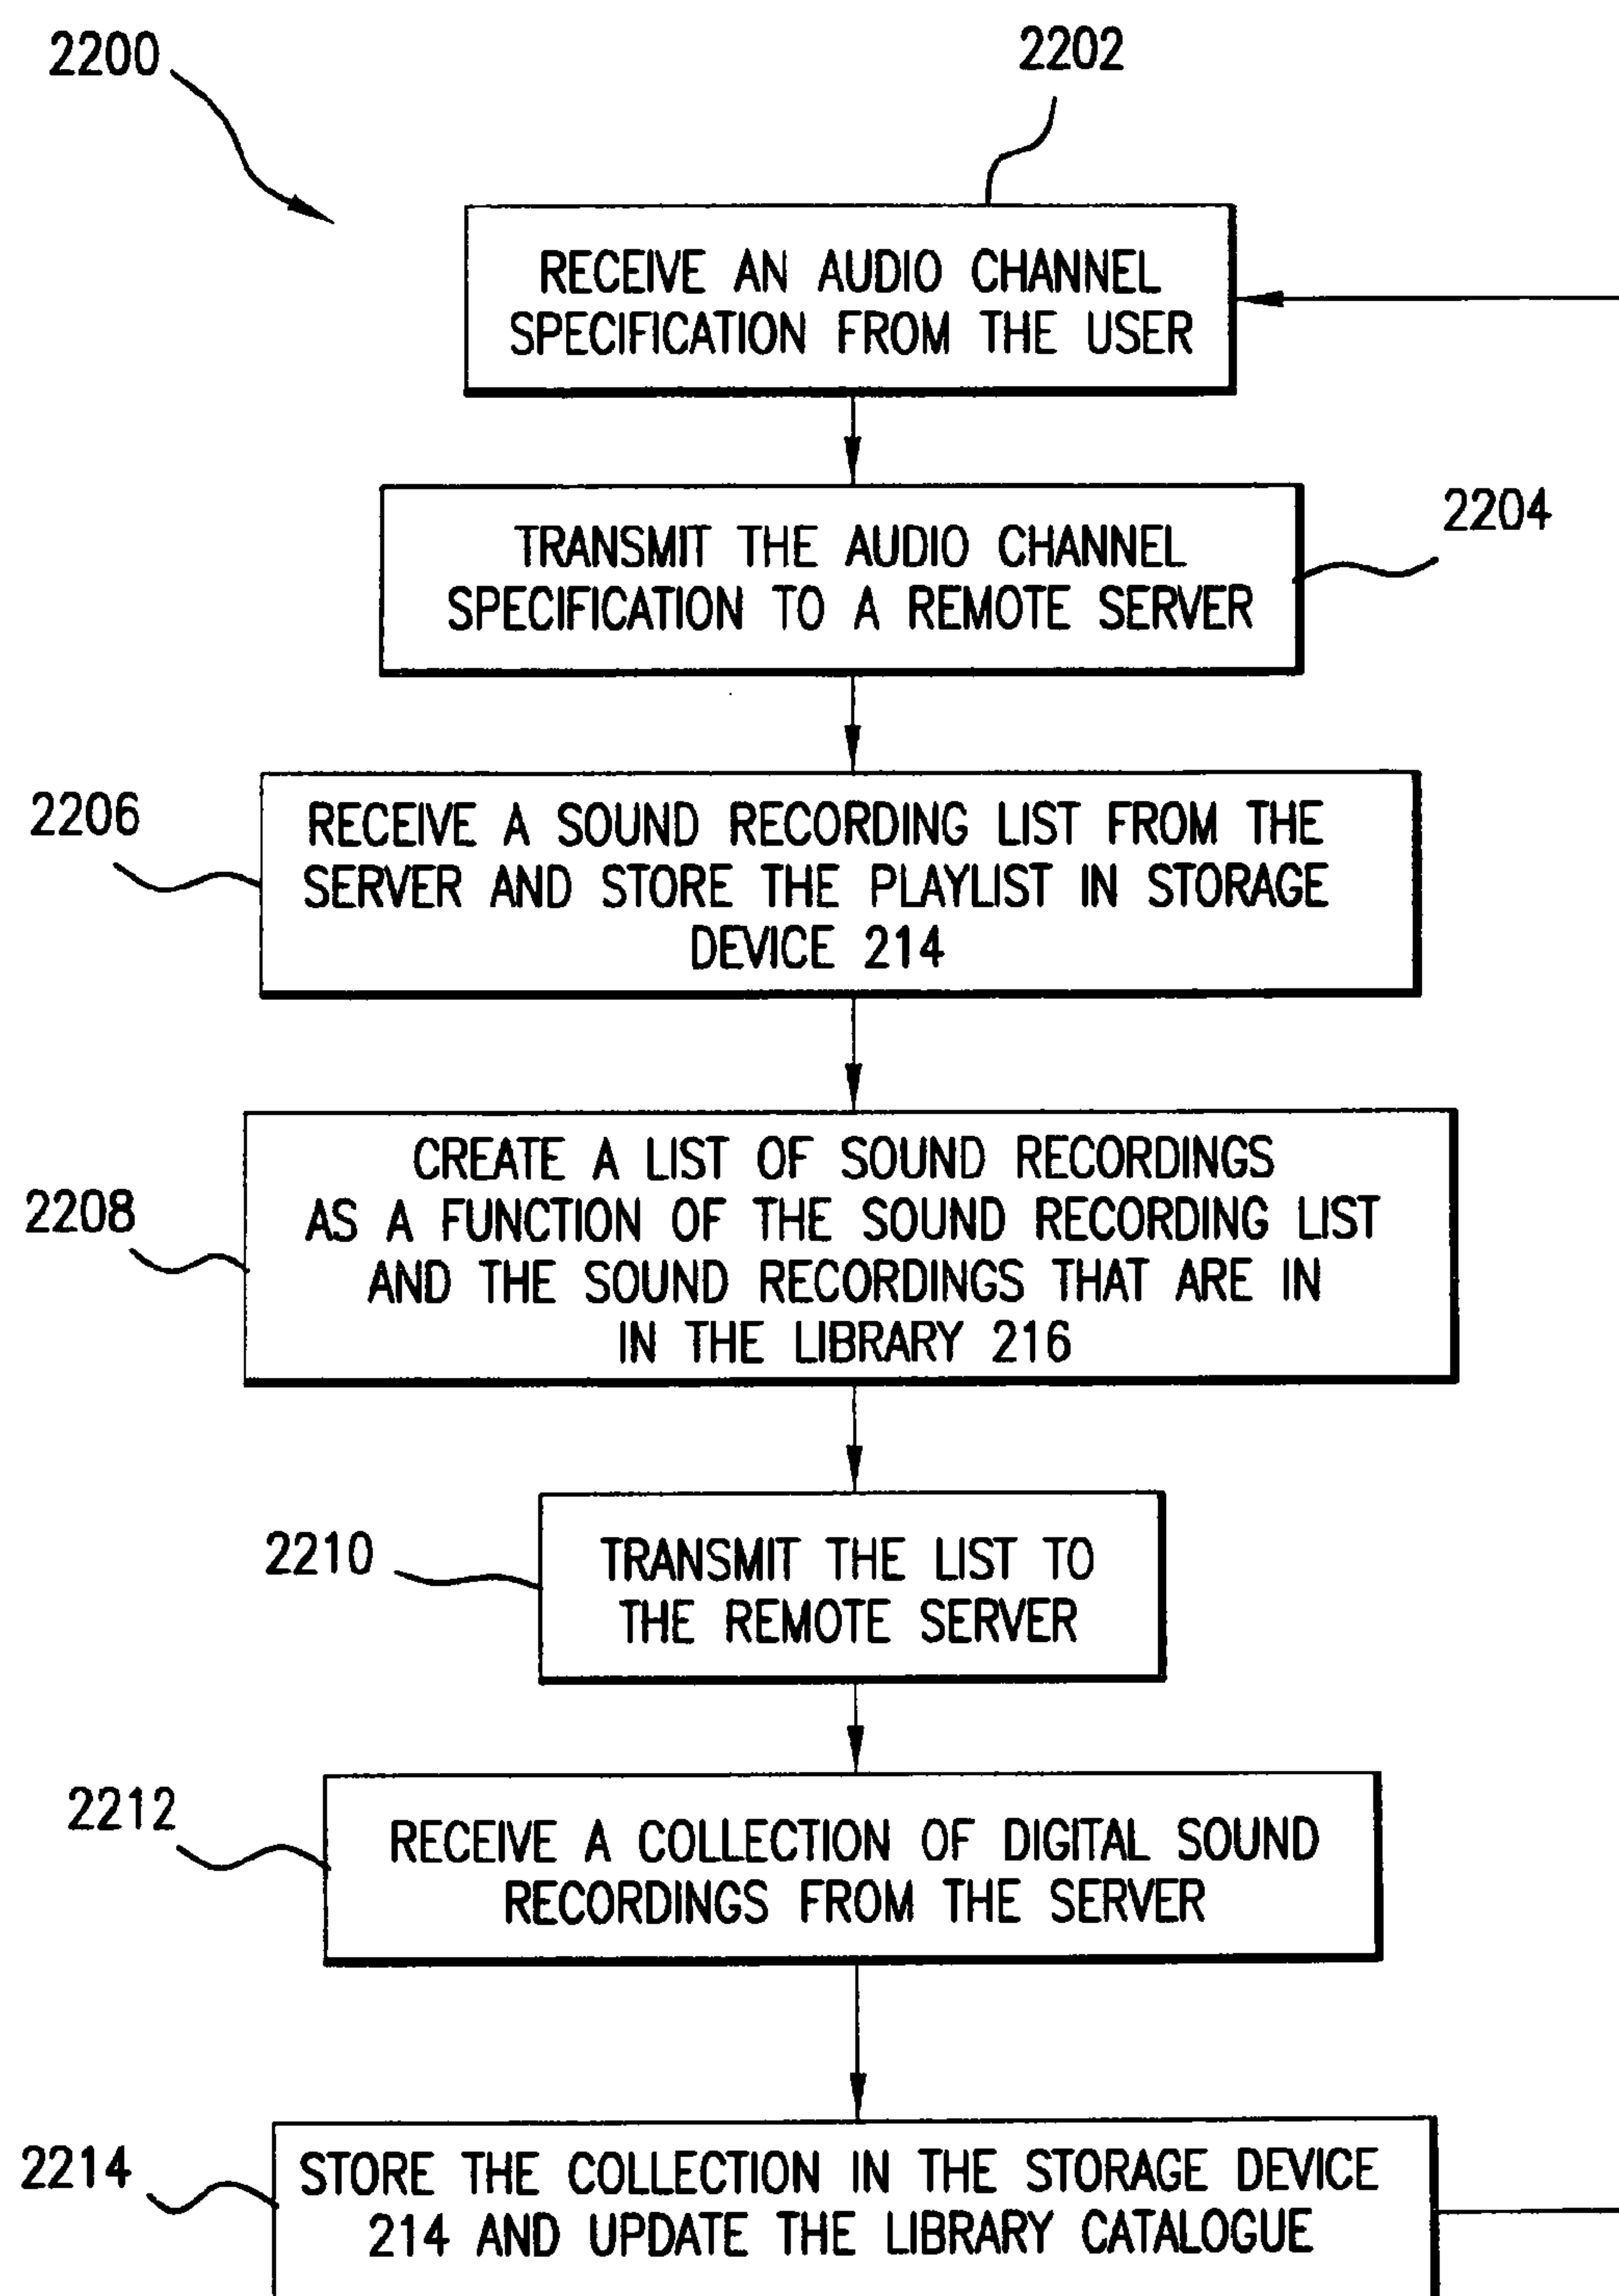 2200
2202
RECEIVE AN AUDIO CHANNEL
SPECIFICATION FROM THE USER
TRANSMIT THE AUDIO CHANNEL
SPECIFICATION TO A REMOTE SERVER
2204
2206
RECEIVE A SOUND RECORDING LIST FROM THE
SERVER AND STORE THE PLAYLIST IN STORAGE
DEVICE 214
2208
CREATE A LIST OF SOUND RECORDINGS
AS A FUNCTION OF THE SOUND RECORDING LIST
AND THE SOUND RECORDINGS THAT ARE IN
IN THE LIBRARY 216
2210
TRANSMIT THE LIST TO
THE REMOTE SERVER
2212
RECEIVE A COLLECTION OF DIGITAL SOUND
RECORDINGS FROM THE SERVER
2214
STORE THE COLLECTION IN THE STORAGE DEVICE
214 AND UPDATE THE LIBRARY CATALOGUE